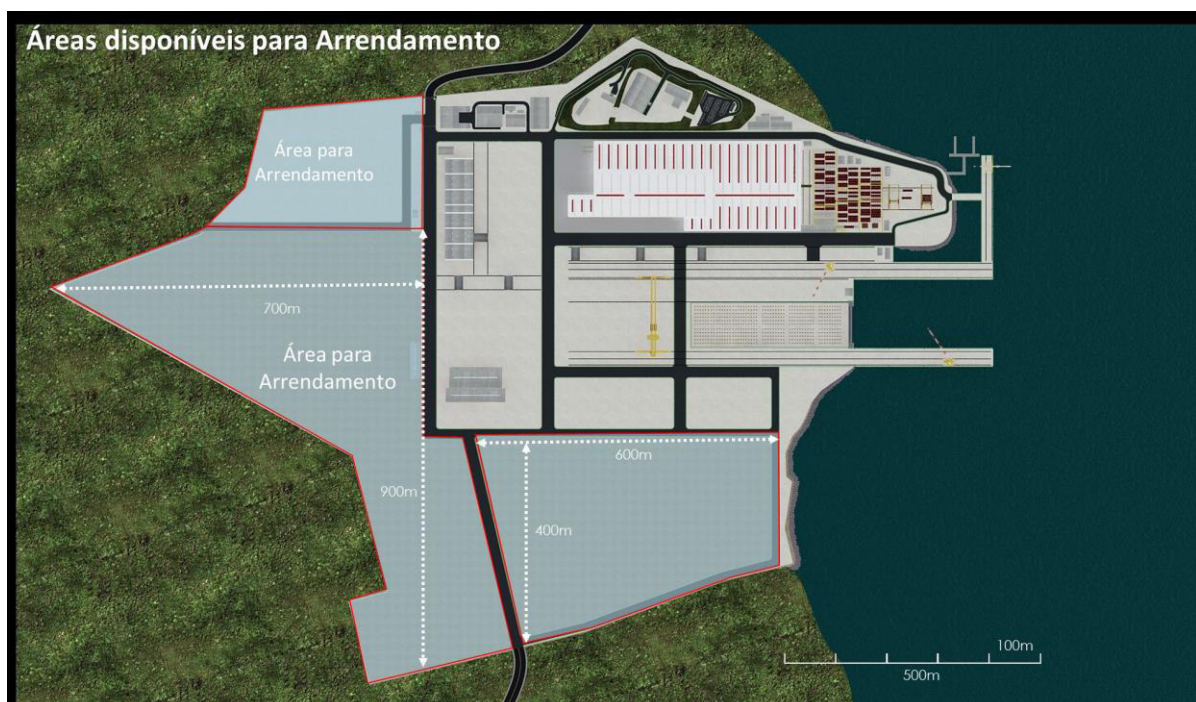 Áreas disponíveis para Arrendamento
Área para
Arrendamento
700m
Área para
Arrendamento
900m
600m
400m
100m
500m